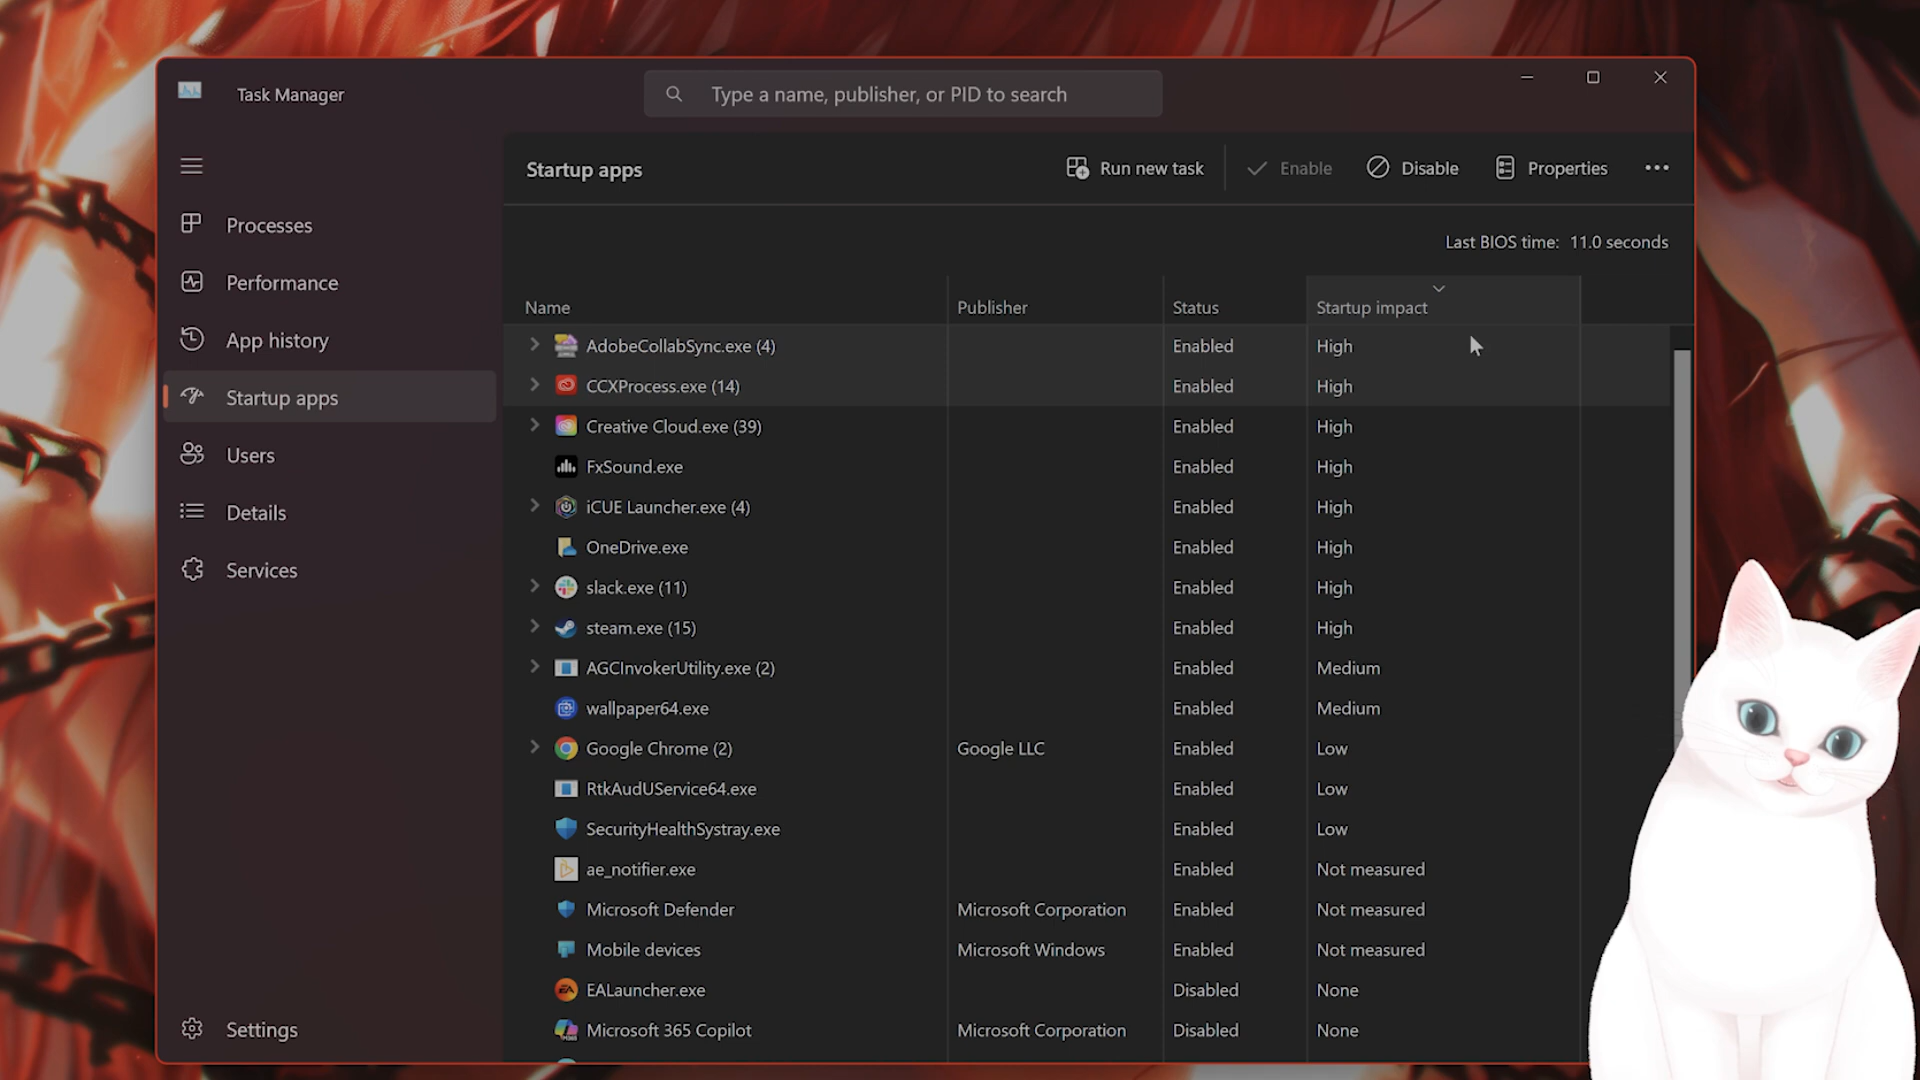 Task Manager
Type a name, publisher, or PID to search
Startup apps
Run new task
Enable
Disable
Properties
Last BIOS time: 11.0 seconds
Processes
Performance
App history
Startup apps
Users
Details
Services
Settings
Name Publisher Status Startup impact
AdobeCollabSync.exe (4) Enabled High
CCXProcess.exe (14) Enabled High
Creative Cloud.exe (39) Enabled High
FxSound.exe Enabled High
iCUE Launcher.exe (4) Enabled High
OneDrive.exe Enabled High
slack.exe (11) Enabled High
steam.exe (15) Enabled High
AGCInvokerUtility.exe (2) Enabled Medium
wallpaper64.exe Enabled Medium
Google Chrome (2) Google LLC Enabled Low
RtkAudUService64.exe Enabled Low
SecurityHealthSystray.exe Enabled Low
ae_notifier.exe Enabled Not measured
Microsoft Defender Microsoft Corporation Enabled Not measured
Mobile devices Microsoft Windows Enabled Not measured
EALauncher.exe Disabled None
Microsoft 365 Copilot Microsoft Corporation Disabled None